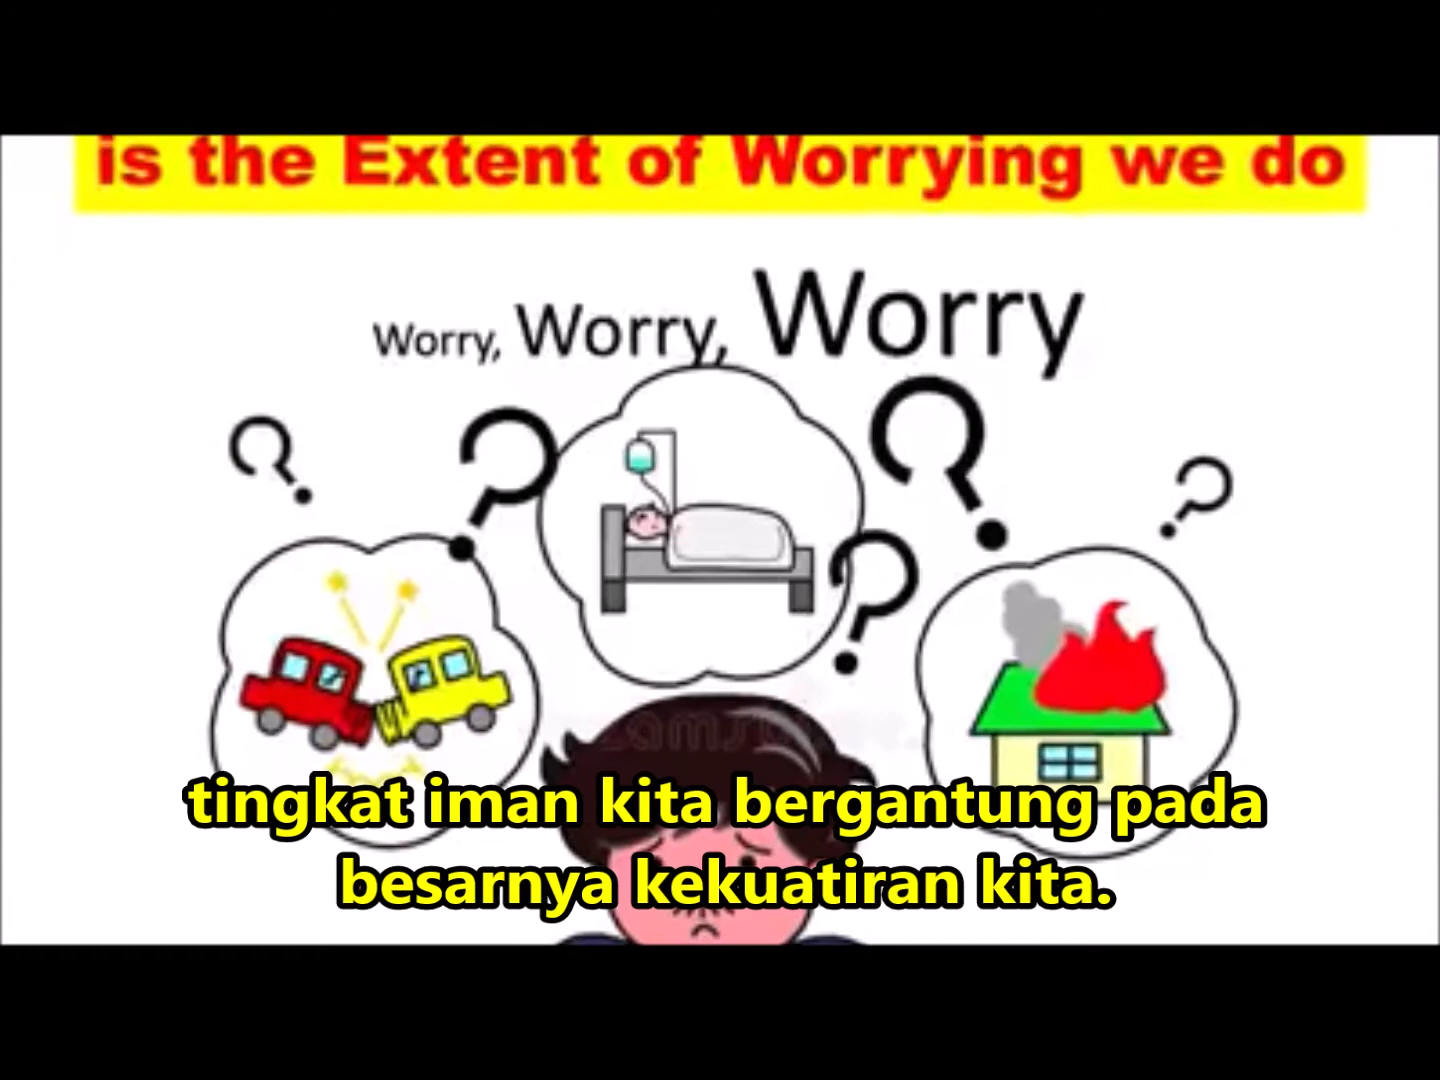 is the Extent of Worrying we do
Worry, Worry, Worry
tingkat iman kita bergantung pada
besarnya kekuatiran kita.